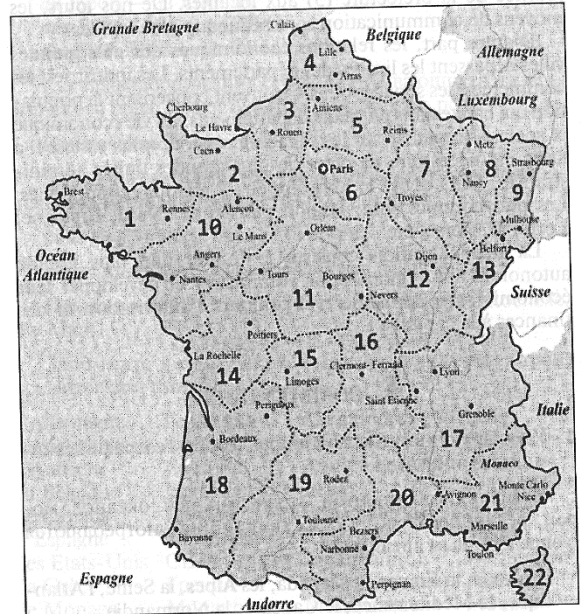 Grande Bretagne
Calais
Belgique
Lille
Allemagne
4
Arras
Luxembourg
Cherbourg
Le Havre
3
Amiens
5
Rouen
Reims
Metz
Caen
Strasbourg
2
Paris
7
8
Nancy
9
6
Brest
Troyes
1
Rennes
10
Alençon
Mulhouse
Le Mans
Orléan
Belfort
Océan
Atlantique
Angers
Dijon
13
Nantes
Tours
Bourges
12
Suisse
11
Nevers
Poitiers
16
La Rochelle
15
Clermont-Ferrand
14
Limoges
Lyon
Saint Etienne
Périgueux
Grenoble
Italie
Bordeaux
17
Monaco
18
19
Rodez
20
Avignon
21
Monte Carlo
Nice
Toulouse
Marseille
Bayonne
Beziers
Narbonne
Toulon
Espagne
Perpignan
22
Andorre